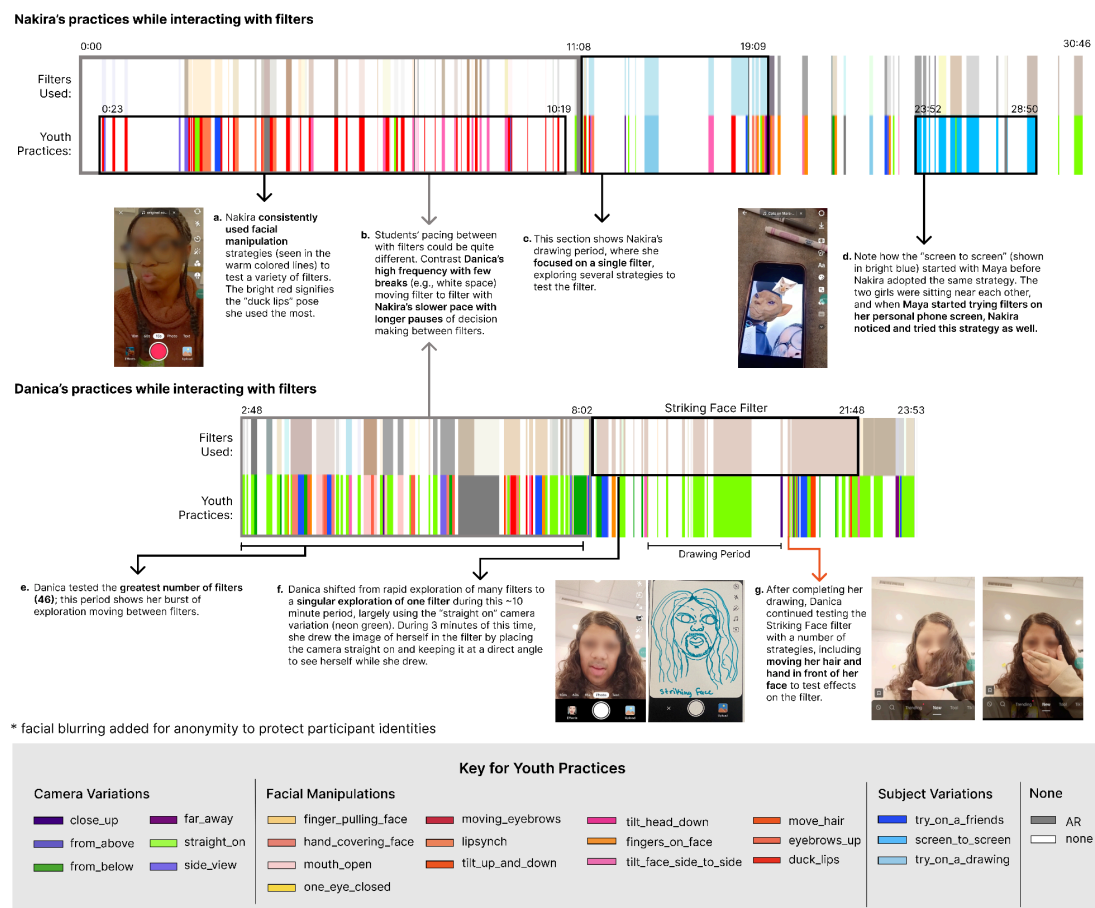 Nakira's practices while interacting with filters
0:00
11:08
19:09
30:46
Filters
Used:
0:23
10:19
23:52
28:50
Youth
Practices:
a. Nakira consistently
used facial
manipulation
strategies (seen in the
warm colored lines) to
test a variety of filters.
The bright red signifies
the "duck lips" pose
she used the most.
b. Students' pacing between
with filters could be quite
different. Contrast Danica's
high frequency with few
breaks (e.g., white space)
moving filter to filter with
Nakira's slower pace with
longer pauses of decision
making between filters.
c. This section shows Nakira's
drawing period, where she
focused on a single filter,
exploring several strategies to
test the filter.
d. Note how the "screen to screen" (shown
in bright blue) started with Maya before
Nakira adopted the same strategy. The
two girls were sitting near each other,
and when Maya started trying filters on
her personal phone screen, Nakira
noticed and tried this strategy as well.
Danica's practices while interacting with filters
2:48
8:02
Striking Face Filter
21:48
23:53
Filters
Used:
Youth
Practices:
Drawing Period
e. Danica tested the greatest number of filters
(46); this period shows her burst of
exploration moving between filters.
f. Danica shifted from rapid exploration of many filters to
a singular exploration of one filter during this ~10
minute period, largely using the "straight on" camera
variation (neon green). During 3 minutes of this time,
she drew the image of herself in the filter by placing
the camera straight on and keeping it at a direct angle
to see herself while she drew.
Striking Face
g. After completing her
drawing, Danica
continued testing the
Striking Face filter
with a number of
strategies, including
moving her hair and
hand in front of her
face to test effects
on the filter.
* facial blurring added for anonymity to protect participant identities
Key for Youth Practices
Camera Variations
close_up
far_away
from_above
straight_on
from_below
side_view
Facial Manipulations
finger_pulling_face
moving_eyebrows
tilt_head_down
move_hair
hand_covering_face
lipsynch
fingers_on_face
eyebrows_up
mouth_open
tilt_up_and_down
tilt_face_side_to_side
duck_lips
one_eye_closed
Subject Variations
try_on_a_friends
screen_to_screen
try_on_a_drawing
None
AR
none